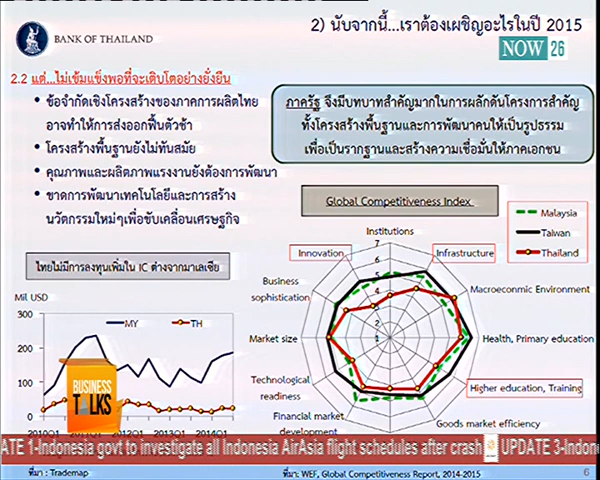 BANK OF THAILAND
2) นับจากนี้...เราต้องเผชิญอะไรในปี 2015
NOW 26
2.2 แต่...ไม่เข้มแข็งพอที่จะเติบโตอย่างยั่งยืน
• ข้อจำกัดเชิงโครงสร้างของภาคการผลิตไทย
อาจทำให้การส่งออกฟื้นตัวช้า
• โครงสร้างพื้นฐานยังไม่ทันสมัย
• คุณภาพและผลิตภาพแรงงานยังต้องการพัฒนา
• ขาดการพัฒนาเทคโนโลยีและการสร้าง
นวัตกรรมใหม่ๆเพื่อขับเคลื่อนเศรษฐกิจ
ภาครัฐ จึงมีบทบาทสำคัญมากในการผลักดันโครงการสำคัญ
ทั้งโครงสร้างพื้นฐานและการพัฒนาคนให้เป็นรูปธรรม
เพื่อเป็นรากฐานและสร้างความเชื่อมั่นให้ภาคเอกชน
Global Competitiveness Index
Malaysia
Taiwan
Thailand
Institutions
Innovation
Infrastructure
Business
sophistication
Macroeconmic Environment
Market size
Health, Primary education
Technological
readiness
Higher education, Training
Financial market
development
Goods market efficiency
7
6
5
4
3
2
1
ไทยไม่มีการลงทุนเพิ่มใน IC ต่างจากมาเลเซีย
Mil USD
MY
TH
300
200
100
0
2010Q1 2011Q1 2012Q1 2013Q1 2014Q1
BUSINESS
TALKS
ATE 1-Indonesia govt to investigate all Indonesia AirAsia flight schedules after crash UPDATE 3-Indone
ที่มา : Trademap
ที่มา: WEF, Global Competitiveness Report, 2014-2015
6